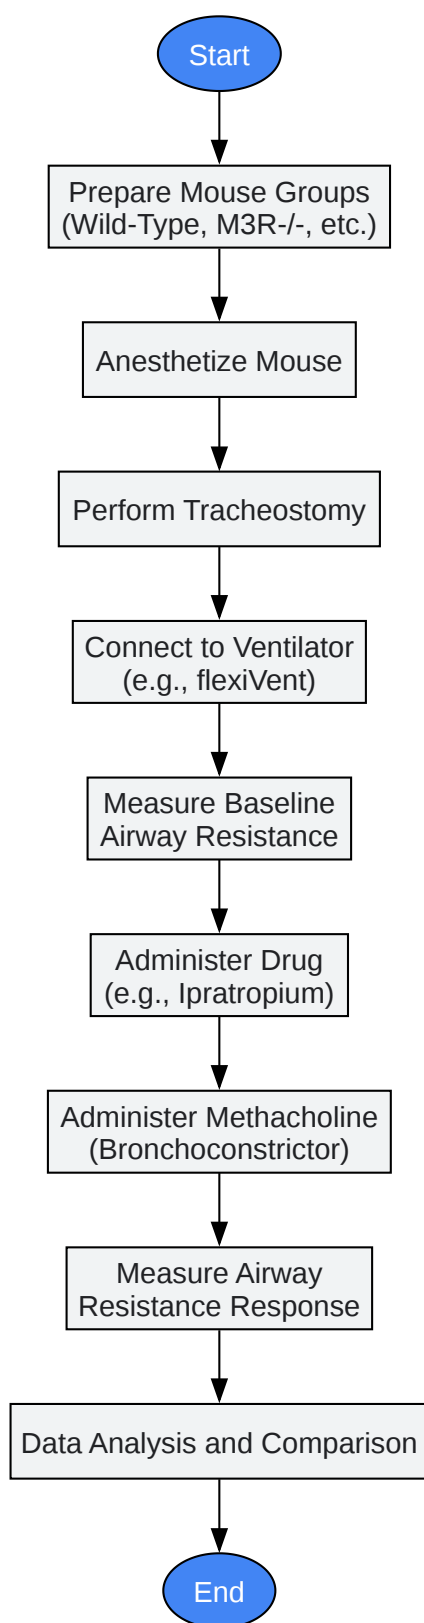 Start
Prepare Mouse Groups
(Wild-Type, M3R-/-, etc.)
Anesthetize Mouse
Perform Tracheostomy
Connect to Ventilator
(e.g., flexiVent)
Measure Baseline
Airway Resistance
Administer Drug
(e.g., Ipratropium)
Administer Methacholine
(Bronchoconstrictor)
Measure Airway
Resistance Response
Data Analysis and Comparison
End